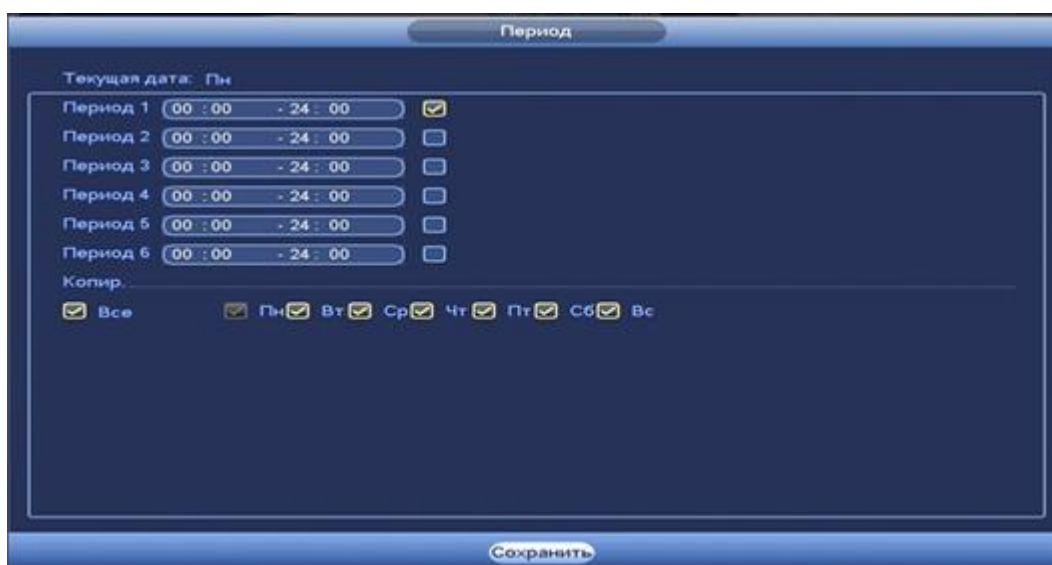 Период
Текущая дата: Пн
Период 1 00 : 00 - 24 : 00
Период 2 00 : 00 - 24 : 00
Период 3 00 : 00 - 24 : 00
Период 4 00 : 00 - 24 : 00
Период 5 00 : 00 - 24 : 00
Период 6 00 : 00 - 24 : 00
Копир.
Все Пн Вт Ср Чт Пт Сб Вс
Сохранить